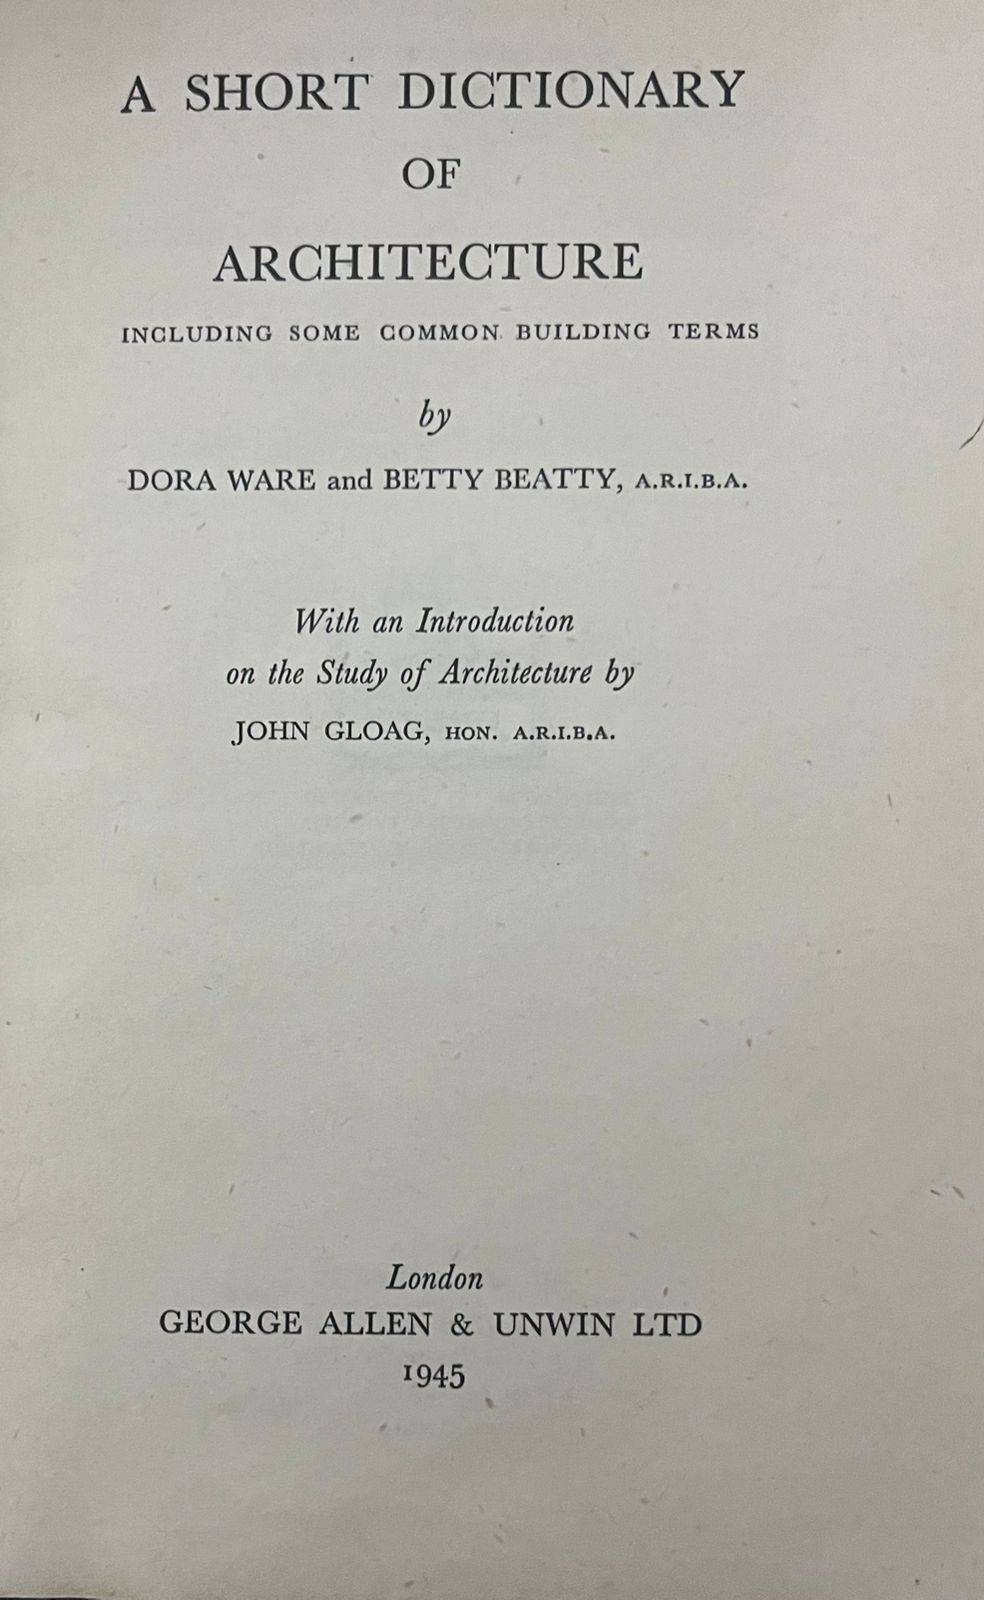 A SHORT DICTIONARY
OF
ARCHITECTURE
INCLUDING SOME COMMON BUILDING TERMS
by
DORA WARE and BETTY BEATTY, A.R.I.B.A.
With an Introduction
on the Study of Architecture by
JOHN GLOAG, HON. A.R.I.B.A.
London
GEORGE ALLEN & UNWIN LTD
1945